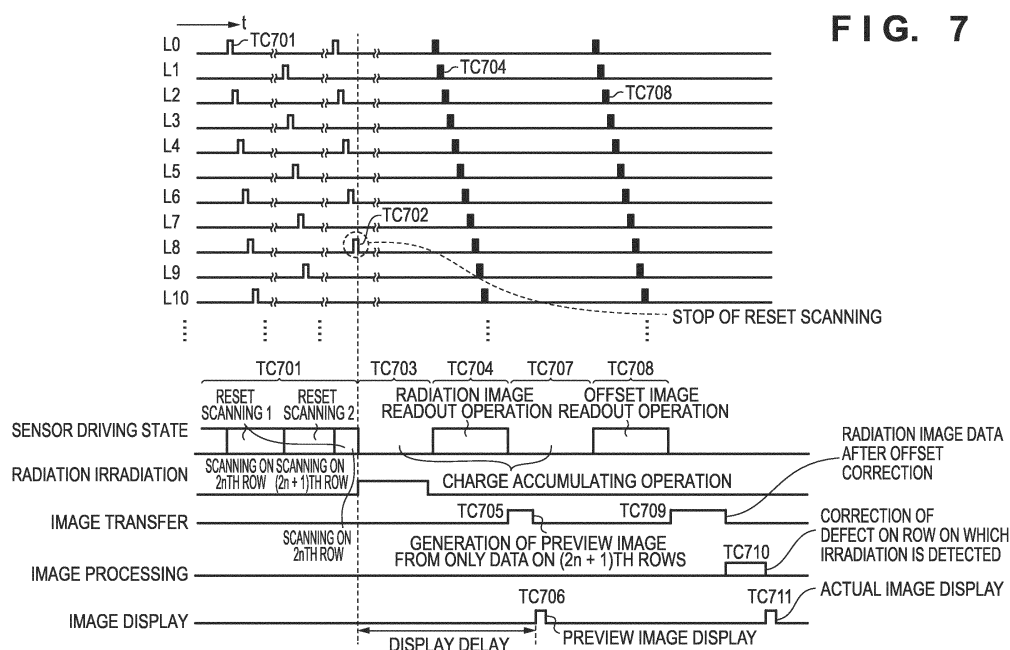 FIG. 7
t
L0
TC701
L1
TC704
L2
TC708
L3
L4
L5
L6
L7
TC702
L8
L9
L10
STOP OF RESET SCANNING
TC701
TC703
TC704
TC707
TC708
RESET
SCANNING 1
RESET
SCANNING 2
RADIATION IMAGE
READOUT OPERATION
OFFSET IMAGE
READOUT OPERATION
SENSOR DRIVING STATE
RADIATION IMAGE DATA
AFTER OFFSET
CORRECTION
SCANNING ON
2nTH ROW
SCANNING ON
(2n + 1)TH ROW
RADIATION IRRADIATION
CHARGE ACCUMULATING OPERATION
SCANNING ON
2nTH ROW
IMAGE TRANSFER
TC705
TC709
GENERATION OF PREVIEW IMAGE
FROM ONLY DATA ON (2n + 1)TH ROWS
CORRECTION OF
DEFECT ON ROW ON WHICH
IRRADIATION IS DETECTED
IMAGE PROCESSING
TC710
ACTUAL IMAGE DISPLAY
TC706
TC711
IMAGE DISPLAY
DISPLAY DELAY
PREVIEW IMAGE DISPLAY